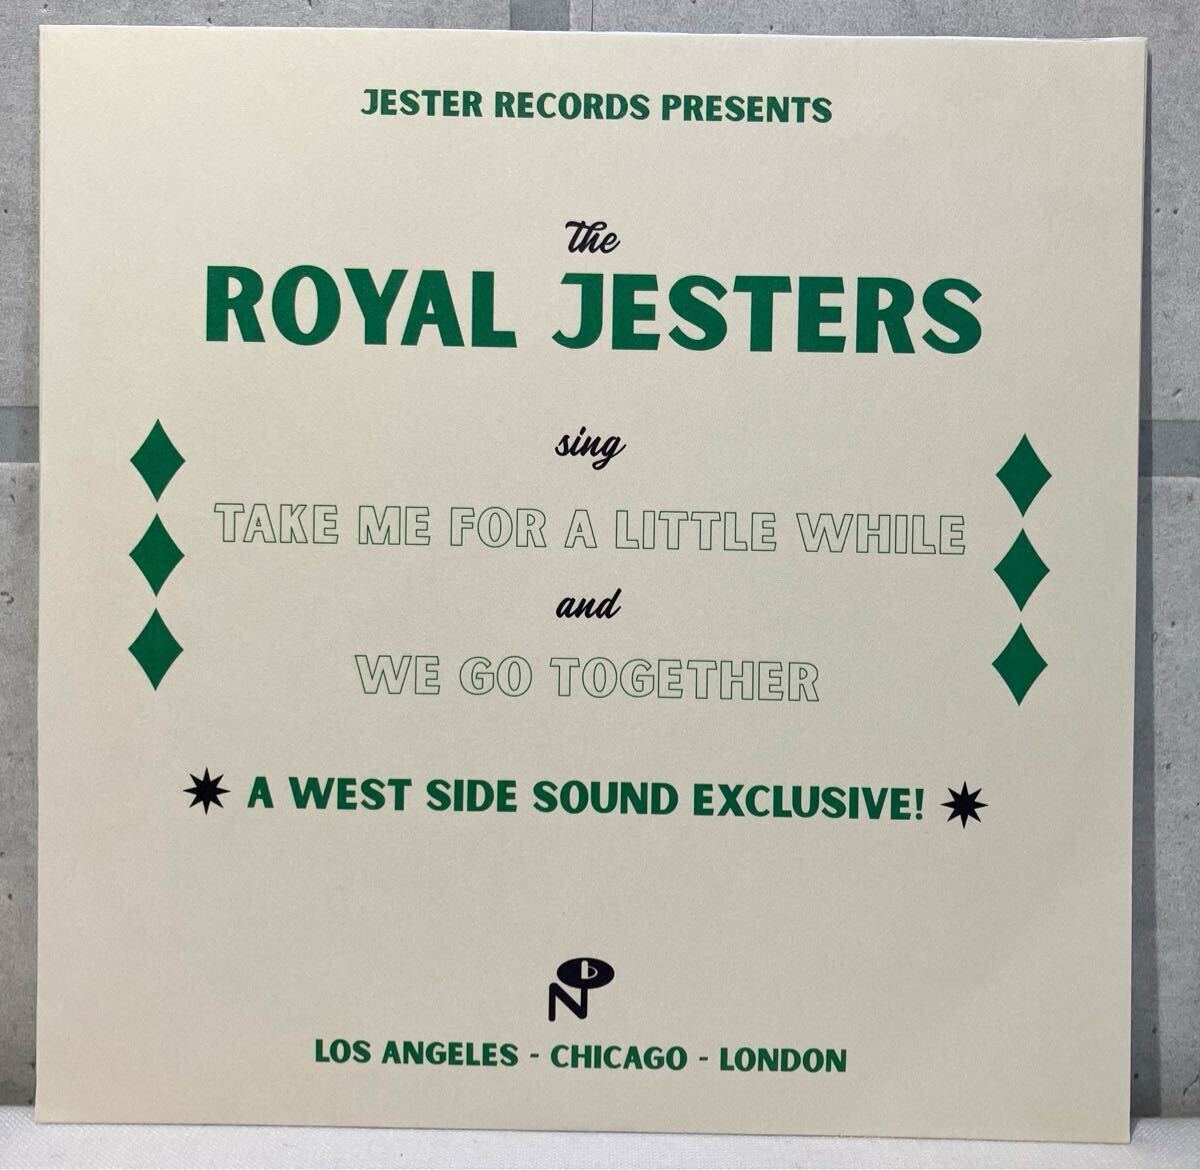 JESTER RECORDS PRESENTS
the
ROYAL JESTERS
sing
TAKE ME FOR A LITTLE WHILE
and
WE GO TOGETHER
A WEST SIDE SOUND EXCLUSIVE!
N b
LOS ANGELES - CHICAGO - LONDON